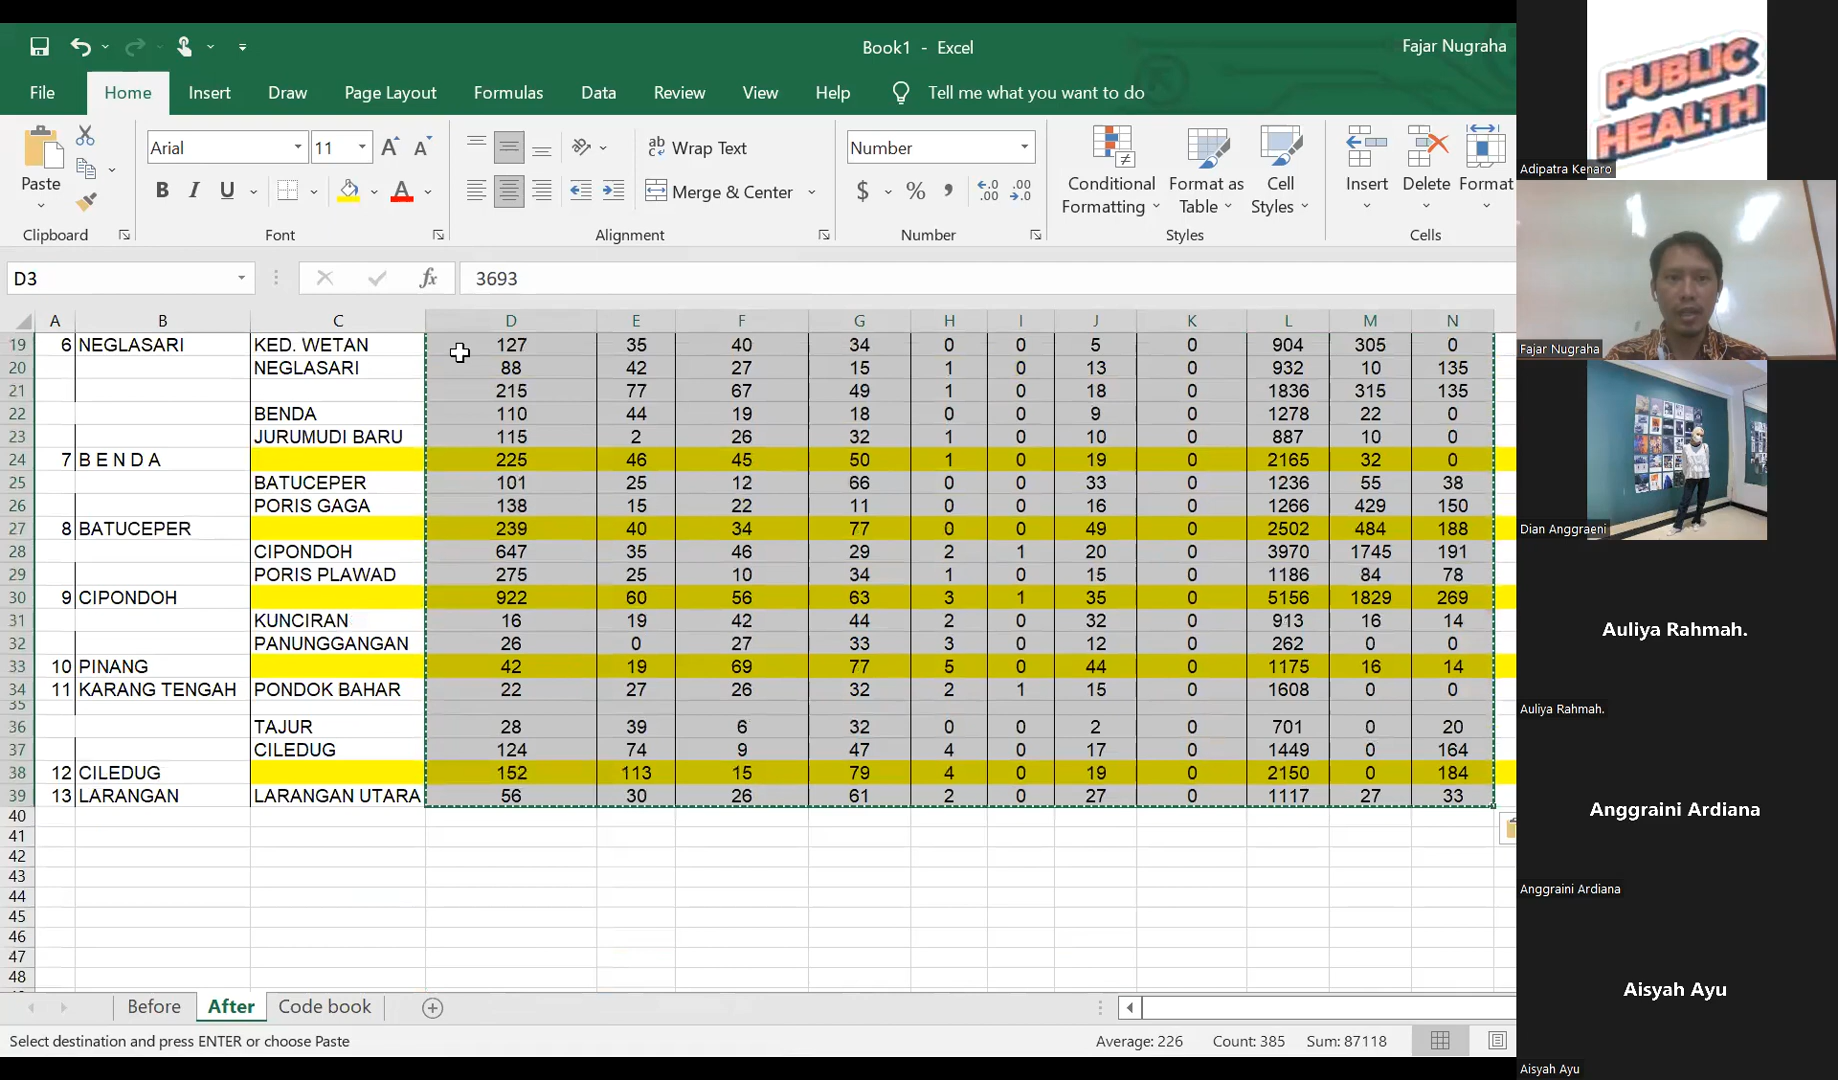 Book1 - Excel
Fajar Nugraha
File Home Insert Draw Page Layout Formulas Data Review View Help Tell me what you want to do
Paste
Clipboard
Arial 11
B I U A
Font
ab Wrap Text
Merge & Center
Alignment
Number
$ % ,
Number
Conditional Formatting
Format as Table
Cell Styles
Styles
Insert Delete Format
Cells
D3 fx 3693
A B C D E F G H I J K L M N
19 6 NEGLASARI KED. WETAN 127 35 40 34 0 0 5 0 904 305 0
20 NEGLASARI 88 42 27 15 1 0 13 0 932 10 135
21 215 77 67 49 1 0 18 0 1836 315 135
22 BENDA 110 44 19 18 0 0 9 0 1278 22 0
23 JURUMUDI BARU 115 2 26 32 1 0 10 0 887 10 0
24 7 B E N D A 225 46 45 50 1 0 19 0 2165 32 0
25 BATUCEPER 101 25 12 66 0 0 33 0 1236 55 38
26 PORIS GAGA 138 15 22 11 0 0 16 0 1266 429 150
27 8 BATUCEPER 239 40 34 77 0 0 49 0 2502 484 188
28 CIPONDOH 647 35 46 29 2 1 20 0 3970 1745 191
29 PORIS PLAWAD 275 25 10 34 1 0 15 0 1186 84 78
30 9 CIPONDOH 922 60 56 63 3 1 35 0 5156 1829 269
31 KUNCIRAN 16 19 42 44 2 0 32 0 913 16 14
32 PANUNGGANGAN 26 0 27 33 3 0 12 0 262 0 0
33 10 PINANG 42 19 69 77 5 0 44 0 1175 16 14
34 11 KARANG TENGAH PONDOK BAHAR 22 27 26 32 2 1 15 0 1608 0 0
35
36 TAJUR 28 39 6 32 0 0 2 0 701 0 20
37 CILEDUG 124 74 9 47 4 0 17 0 1449 0 164
38 12 CILEDUG 152 113 15 79 4 0 19 0 2150 0 184
39 13 LARANGAN LARANGAN UTARA 56 30 26 61 2 0 27 0 1117 27 33
40
41
42
43
44
45
46
47
48
Before After Code book
Select destination and press ENTER or choose Paste
Average: 226 Count: 385 Sum: 87118
PUBLIC
HEALTH
Adipatra Kenaro
Fajar Nugraha
Dian Anggraeni
Auliya Rahmah.
Auliya Rahmah.
Anggraini Ardiana
Anggraini Ardiana
Aisyah Ayu
Aisyah Ayu